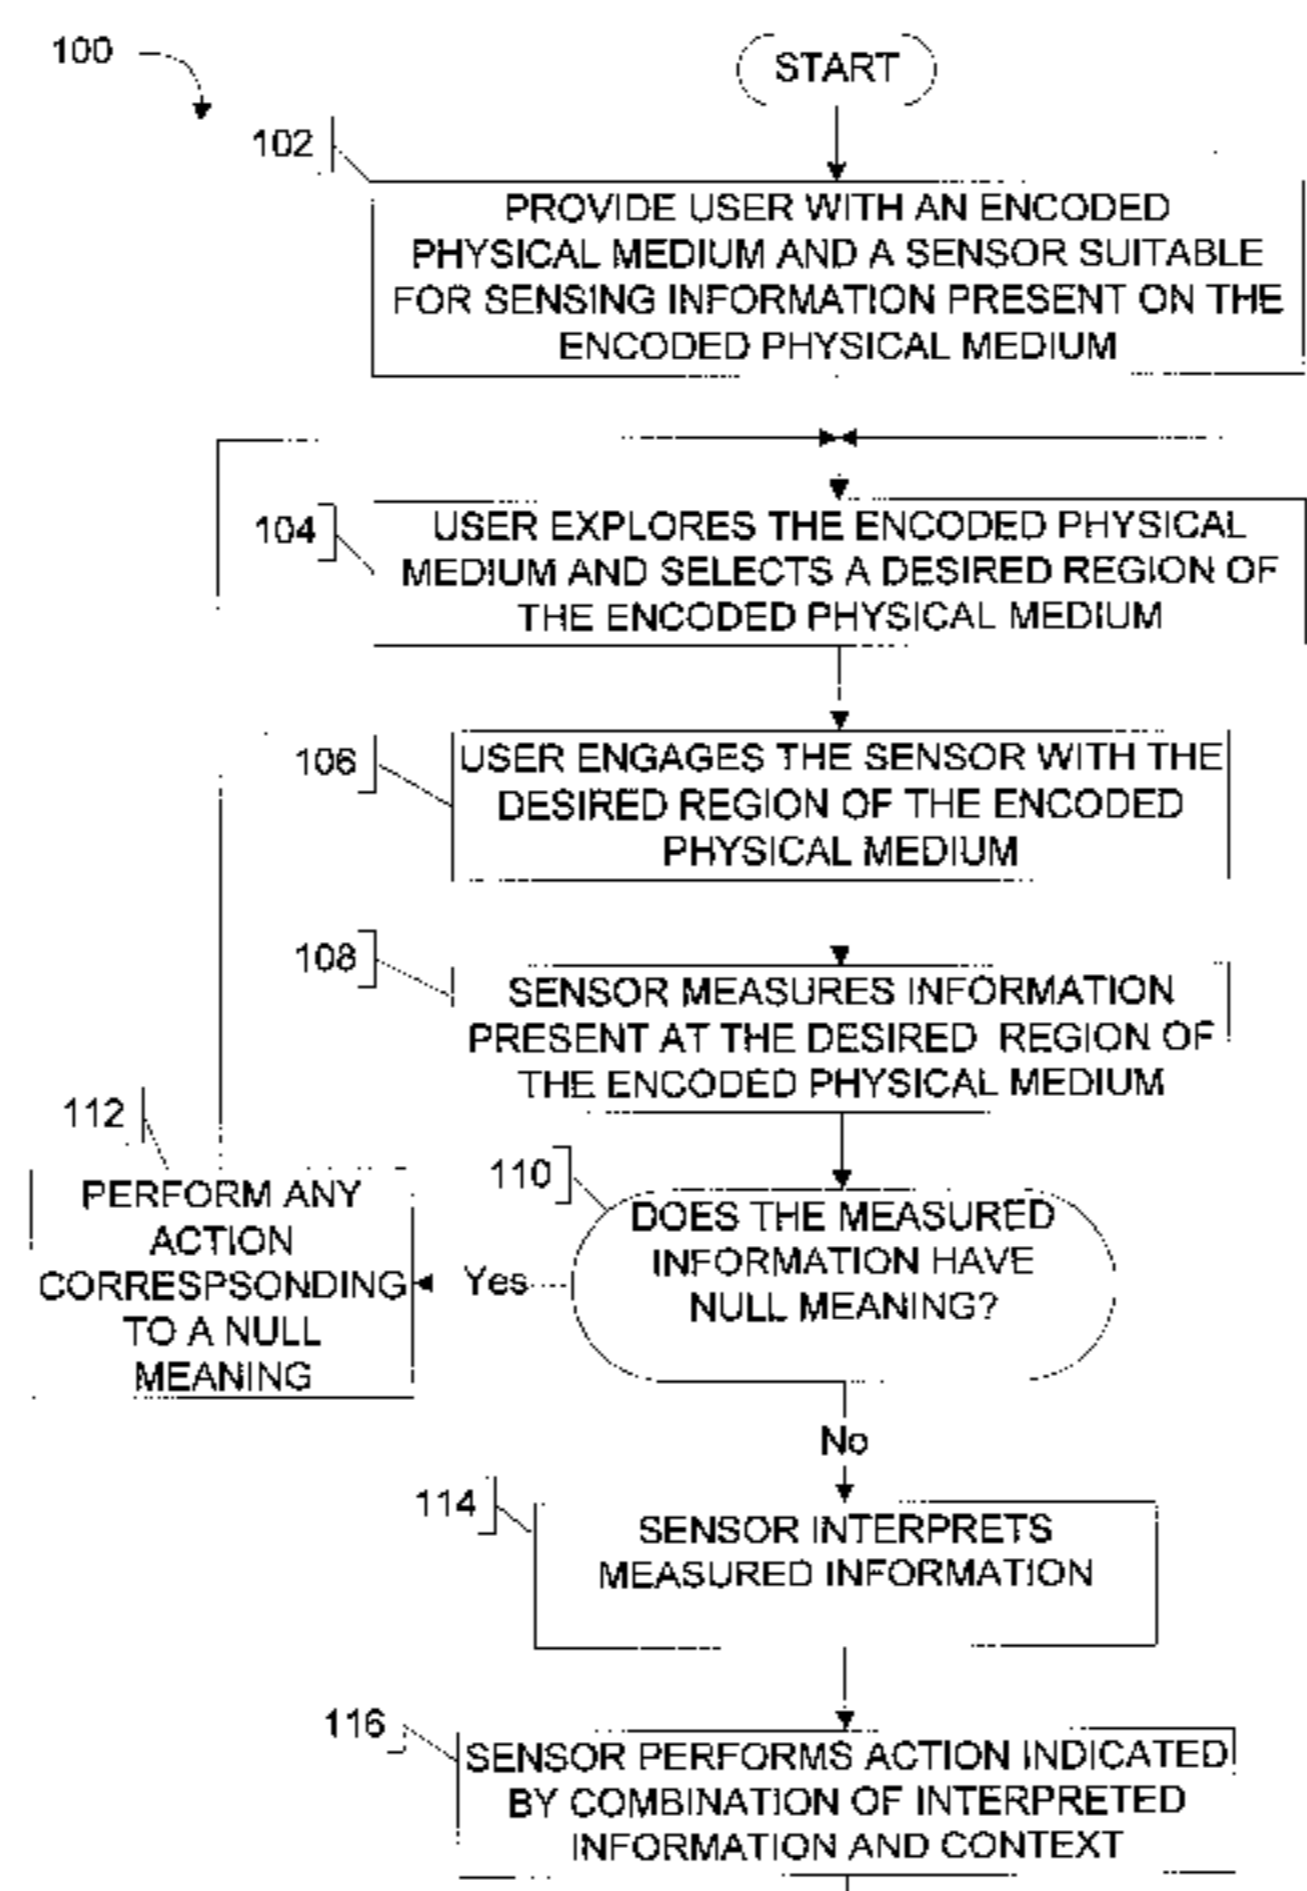 100
START
102
PROVIDE USER WITH AN ENCODED
PHYSICAL MEDIUM AND A SENSOR SUITABLE
FOR SENSING INFORMATION PRESENT ON THE
ENCODED PHYSICAL MEDIUM
104
USER EXPLORES THE ENCODED PHYSICAL
MEDIUM AND SELECTS A DESIRED REGION OF
THE ENCODED PHYSICAL MEDIUM
106
USER ENGAGES THE SENSOR WITH THE
DESIRED REGION OF THE ENCODED
PHYSICAL MEDIUM
108
SENSOR MEASURES INFORMATION
PRESENT AT THE DESIRED REGION OF
THE ENCODED PHYSICAL MEDIUM
110
DOES THE MEASURED
INFORMATION HAVE
NULL MEANING?
Yes
112
PERFORM ANY
ACTION
CORRESPSONDING
TO A NULL
MEANING
No
114
SENSOR INTERPRETS
MEASURED INFORMATION
116
SENSOR PERFORMS ACTION INDICATED
BY COMBINATION OF INTERPRETED
INFORMATION AND CONTEXT